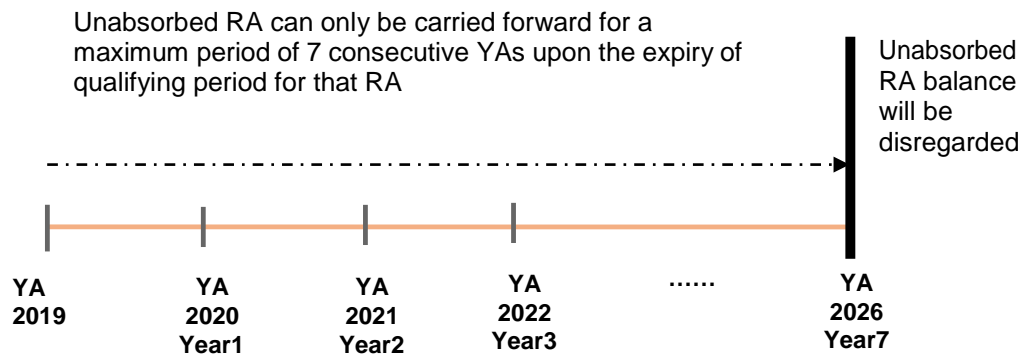 Unabsorbed RA can only be carried forward for a
maximum period of 7 consecutive YAs upon the expiry of
qualifying period for that RA
Unabsorbed
RA balance
will be
disregarded
YA
2019
YA
2020
Year1
YA
2021
Year2
YA
2022
Year3
......
YA
2026
Year7